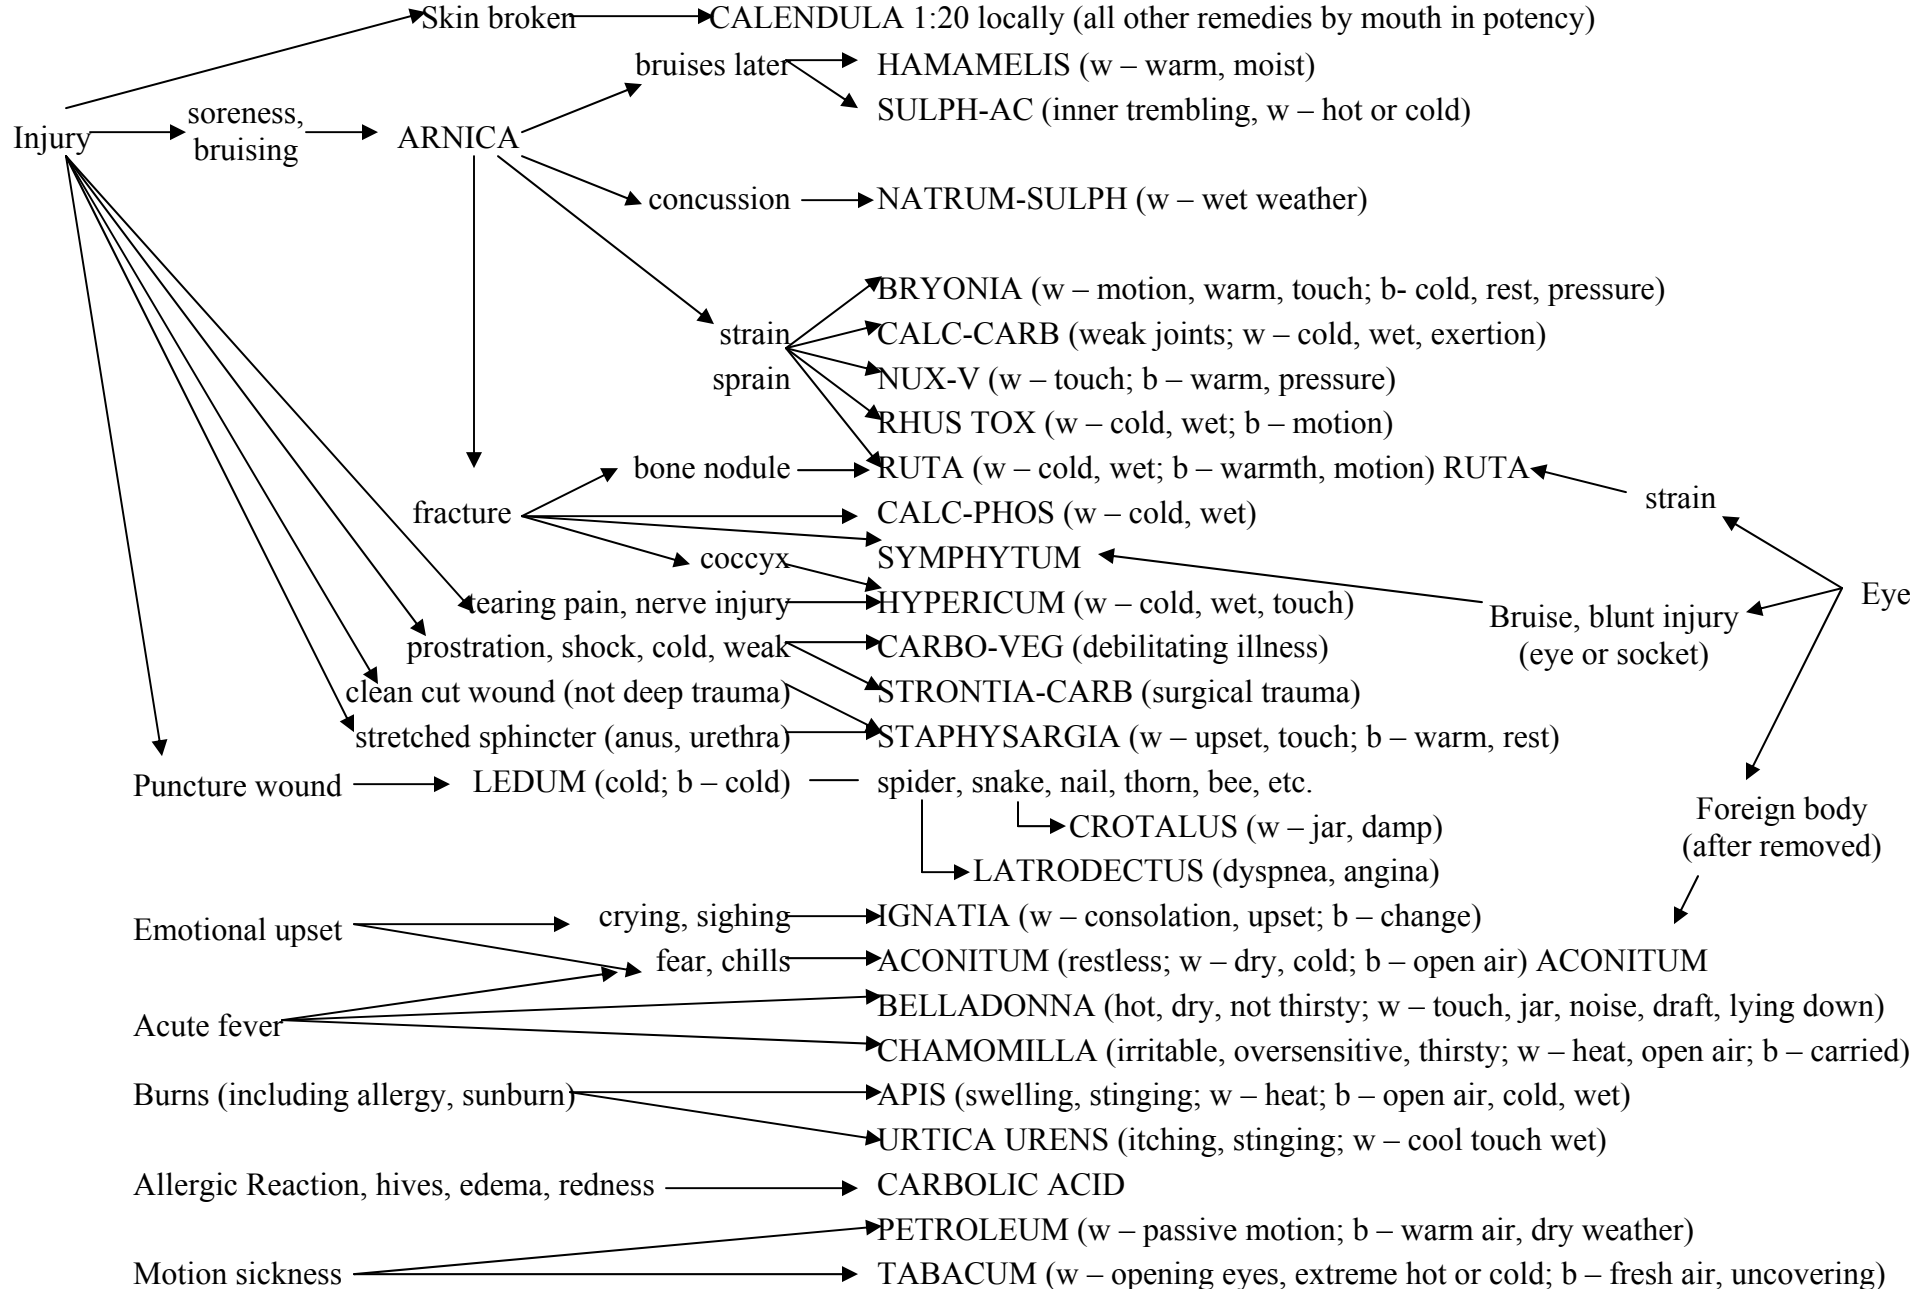 Skin broken CALENDULA 1:20 locally (all other remedies by mouth in potency)
bruises later HAMAMELIS (w – warm, moist)
soreness, SULPH-AC (inner trembling, w – hot or cold)
Injury bruising ARNICA
concussion NATRUM-SULPH (w – wet weather)
BRYONIA (w – motion, warm, touch; b- cold, rest, pressure)
strain CALC-CARB (weak joints; w – cold, wet, exertion)
sprain NUX-V (w – touch; b – warm, pressure)
RHUS TOX (w – cold, wet; b – motion)
bone nodule RUTA (w – cold, wet; b – warmth, motion) RUTA
strain
fracture CALC-PHOS (w – cold, wet)
coccyx SYMPHYTUM
Eye
tearing pain, nerve injury HYPERICUM (w – cold, wet, touch)
Bruise, blunt injury
(eye or socket)
prostration, shock, cold, weak CARBO-VEG (debilitating illness)
clean cut wound (not deep trauma) STRONTIA-CARB (surgical trauma)
stretched sphincter (anus, urethra) STAPHYSARGIA (w – upset, touch; b – warm, rest)
Puncture wound LEDUM (cold; b – cold) spider, snake, nail, thorn, bee, etc.
Foreign body
(after removed)
CROTALUS (w – jar, damp)
LATRODECTUS (dyspnea, angina)
Emotional upset crying, sighing IGNATIA (w – consolation, upset; b – change)
fear, chills ACONITUM (restless; w – dry, cold; b – open air) ACONITUM
BELLADONNA (hot, dry, not thirsty; w – touch, jar, noise, draft, lying down)
Acute fever
CHAMOMILLA (irritable, oversensitive, thirsty; w – heat, open air; b – carried)
Burns (including allergy, sunburn) APIS (swelling, stinging; w – heat; b – open air, cold, wet)
URTICA URENS (itching, stinging; w – cool touch wet)
Allergic Reaction, hives, edema, redness CARBOLIC ACID
PETROLEUM (w – passive motion; b – warm air, dry weather)
Motion sickness TABACUM (w – opening eyes, extreme hot or cold; b – fresh air, uncovering)